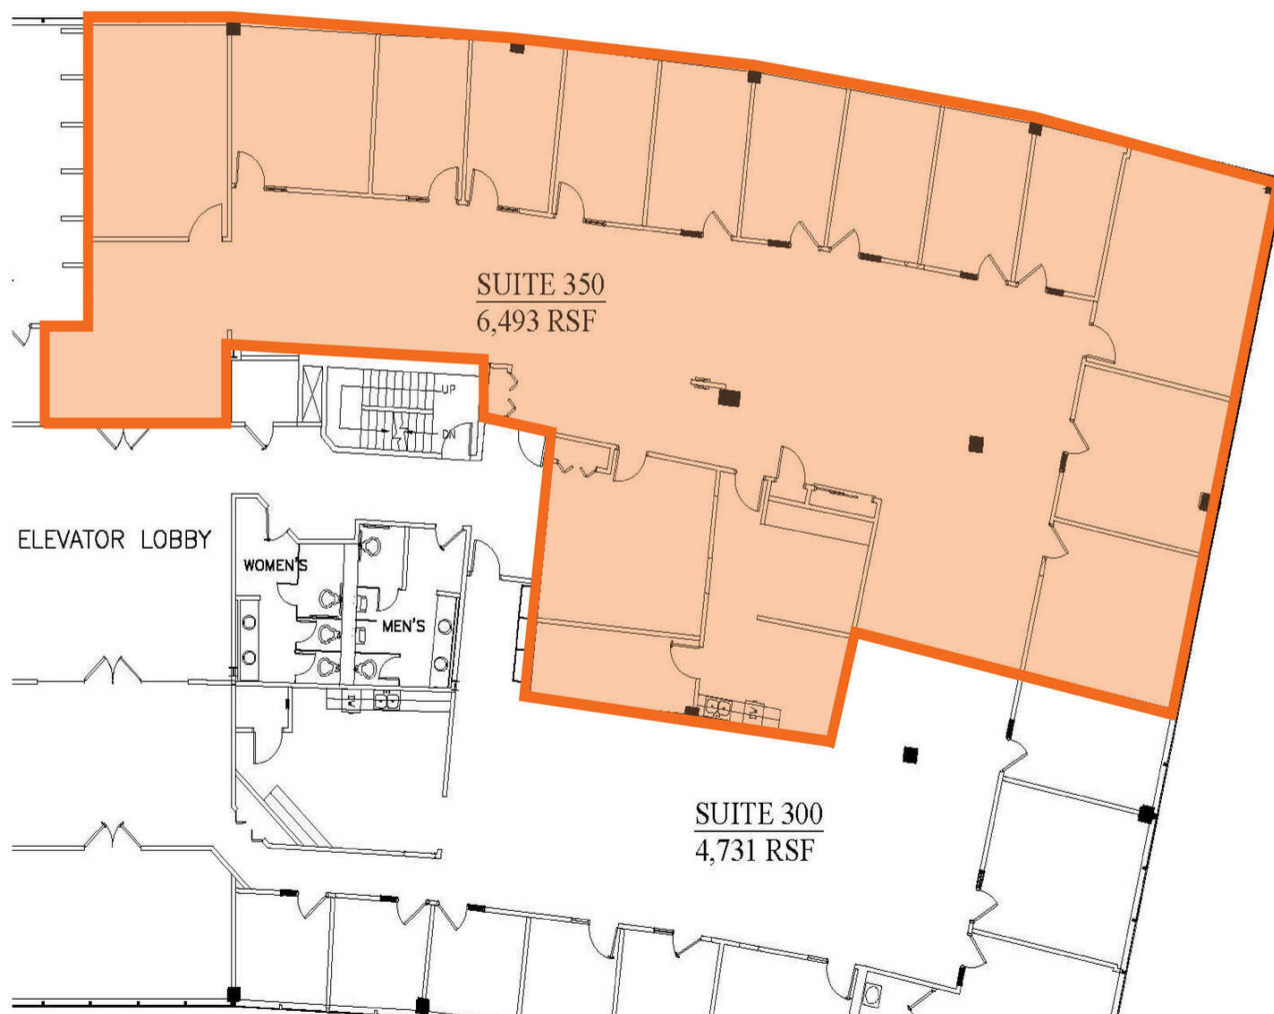 SUITE 350
6,493 RSF
UP
DN
ELEVATOR LOBBY
WOMEN'S
MEN'S
SUITE 300
4,731 RSF